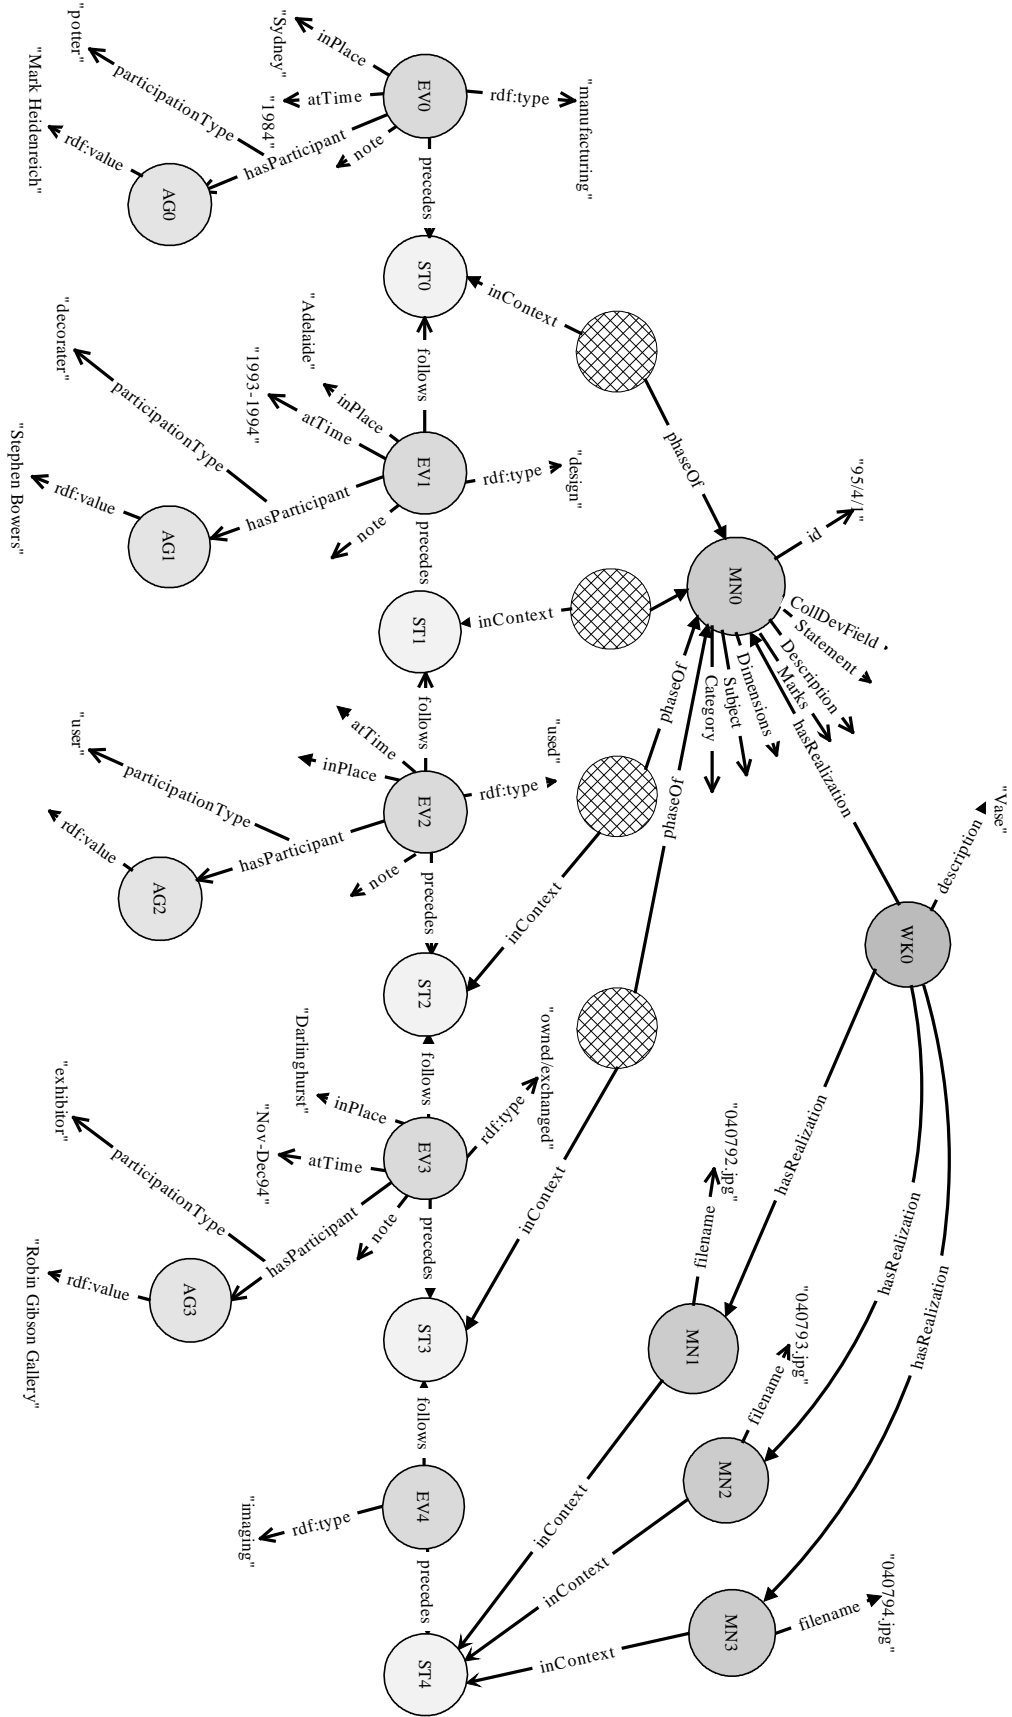 "Sydney"
inPlace
"potter"
participationType
"Mark Heidenreich"
rdf:value
"1984"
atTime
EV0
rdf:type
"manufacturing"
hasParticipant
note
precedes
AG0
ST0
inContext
"Adelaide"
inPlace
"decorater"
participationType
"1993-1994"
atTime
follows
phaseOf
"Stephen Bowers"
rdf:value
hasParticipant
EV1
rdf:type
"design"
note
AG1
precedes
"95/4/1"
id
MN0
CollDevField
Statement
Description
Marks
hasRealization
Dimensions
Subject
Category
ST1
inContext
phaseOf
follows
phaseOf
"user"
participationType
atTime
inPlace
rdf:type
"used"
"Vase"
description
rdf:value
hasParticipant
EV2
note
AG2
precedes
inContext
WK0
ST2
"Darlinghurst"
inPlace
follows
"owned/exchanged"
rdf:type
"exhibitor"
participationType
"Nov-Dec94"
atTime
EV3
"040792.jpg"
filename
hasRealization
hasRealization
hasRealization
"Robin Gibson Gallery"
rdf:value
AG3
hasParticipant
note
precedes
inContext
ST3
MN1
"040793.jpg"
filename
follows
MN2
"imaging"
rdf:type
EV4
inContext
inContext
"040794.jpg"
filename
precedes
MN3
inContext
ST4